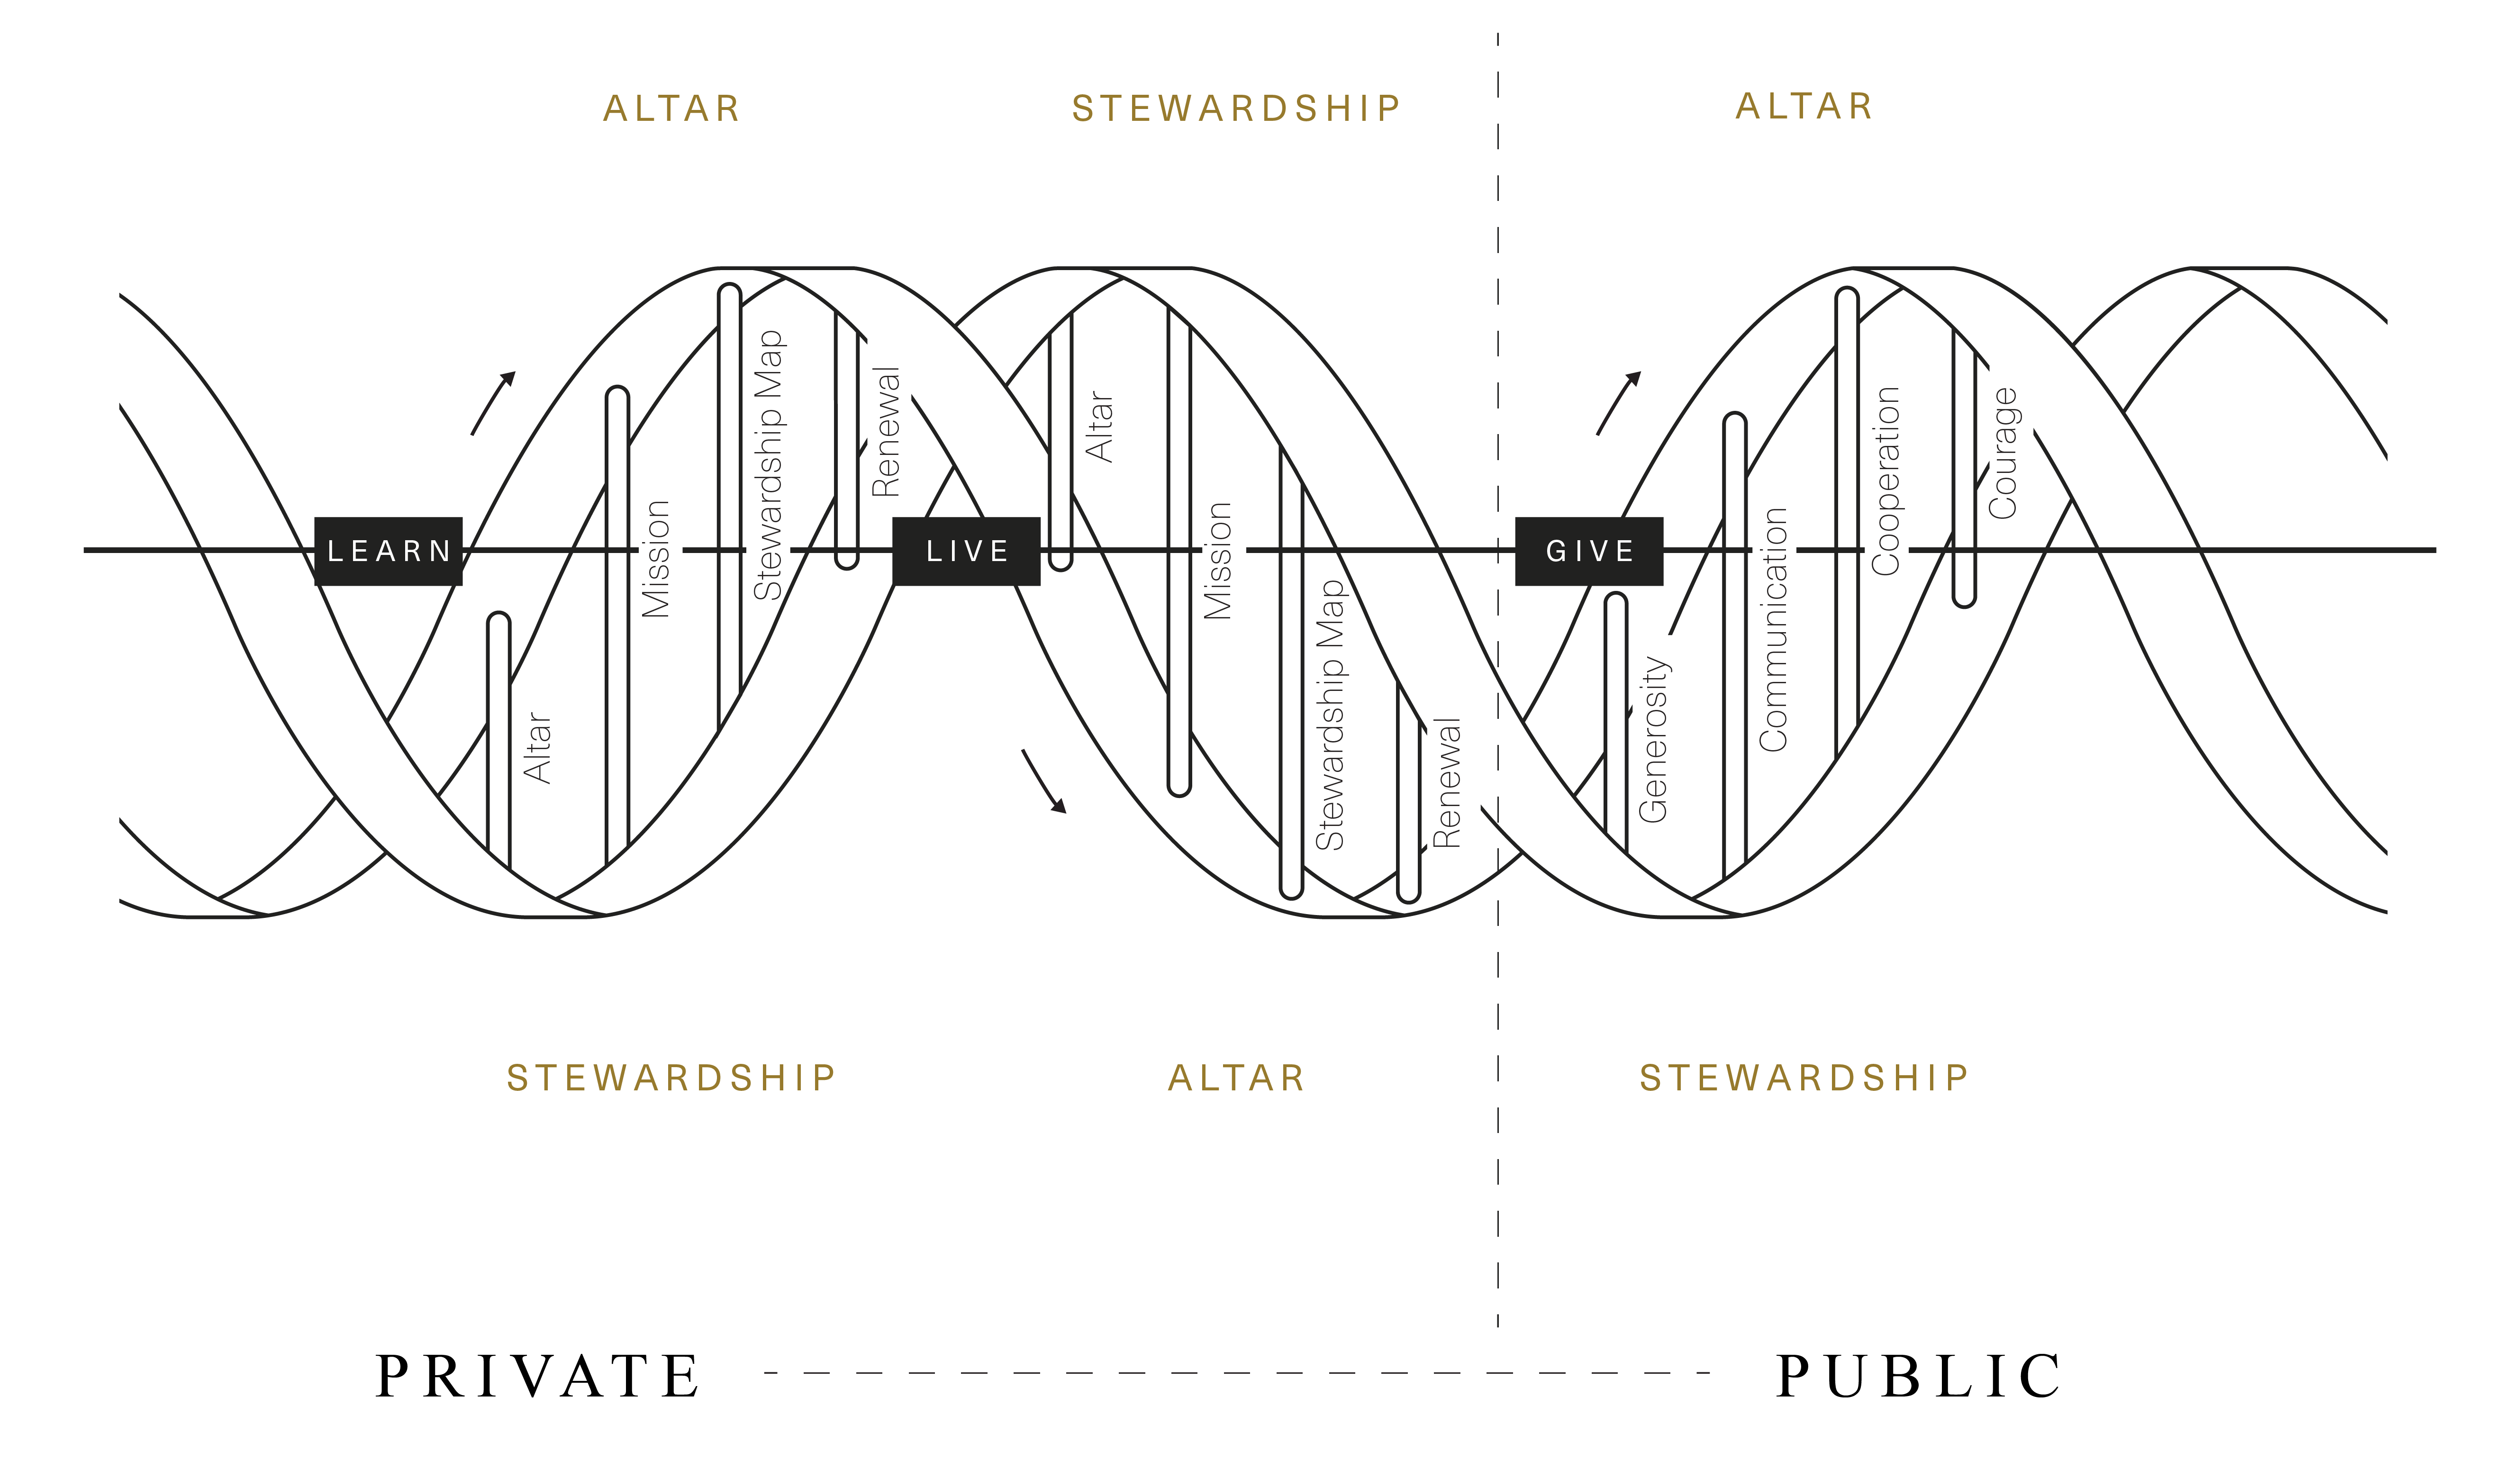 ALTAR
STEWARDSHIP
ALTAR
LEARN
Altar
Mission
Stewardship Map
Renewal
LIVE
Altar
Mission
Stewardship Map
Renewal
GIVE
Generosity
Communication
Cooperation
Courage
STEWARDSHIP
ALTAR
STEWARDSHIP
PRIVATE
PUBLIC